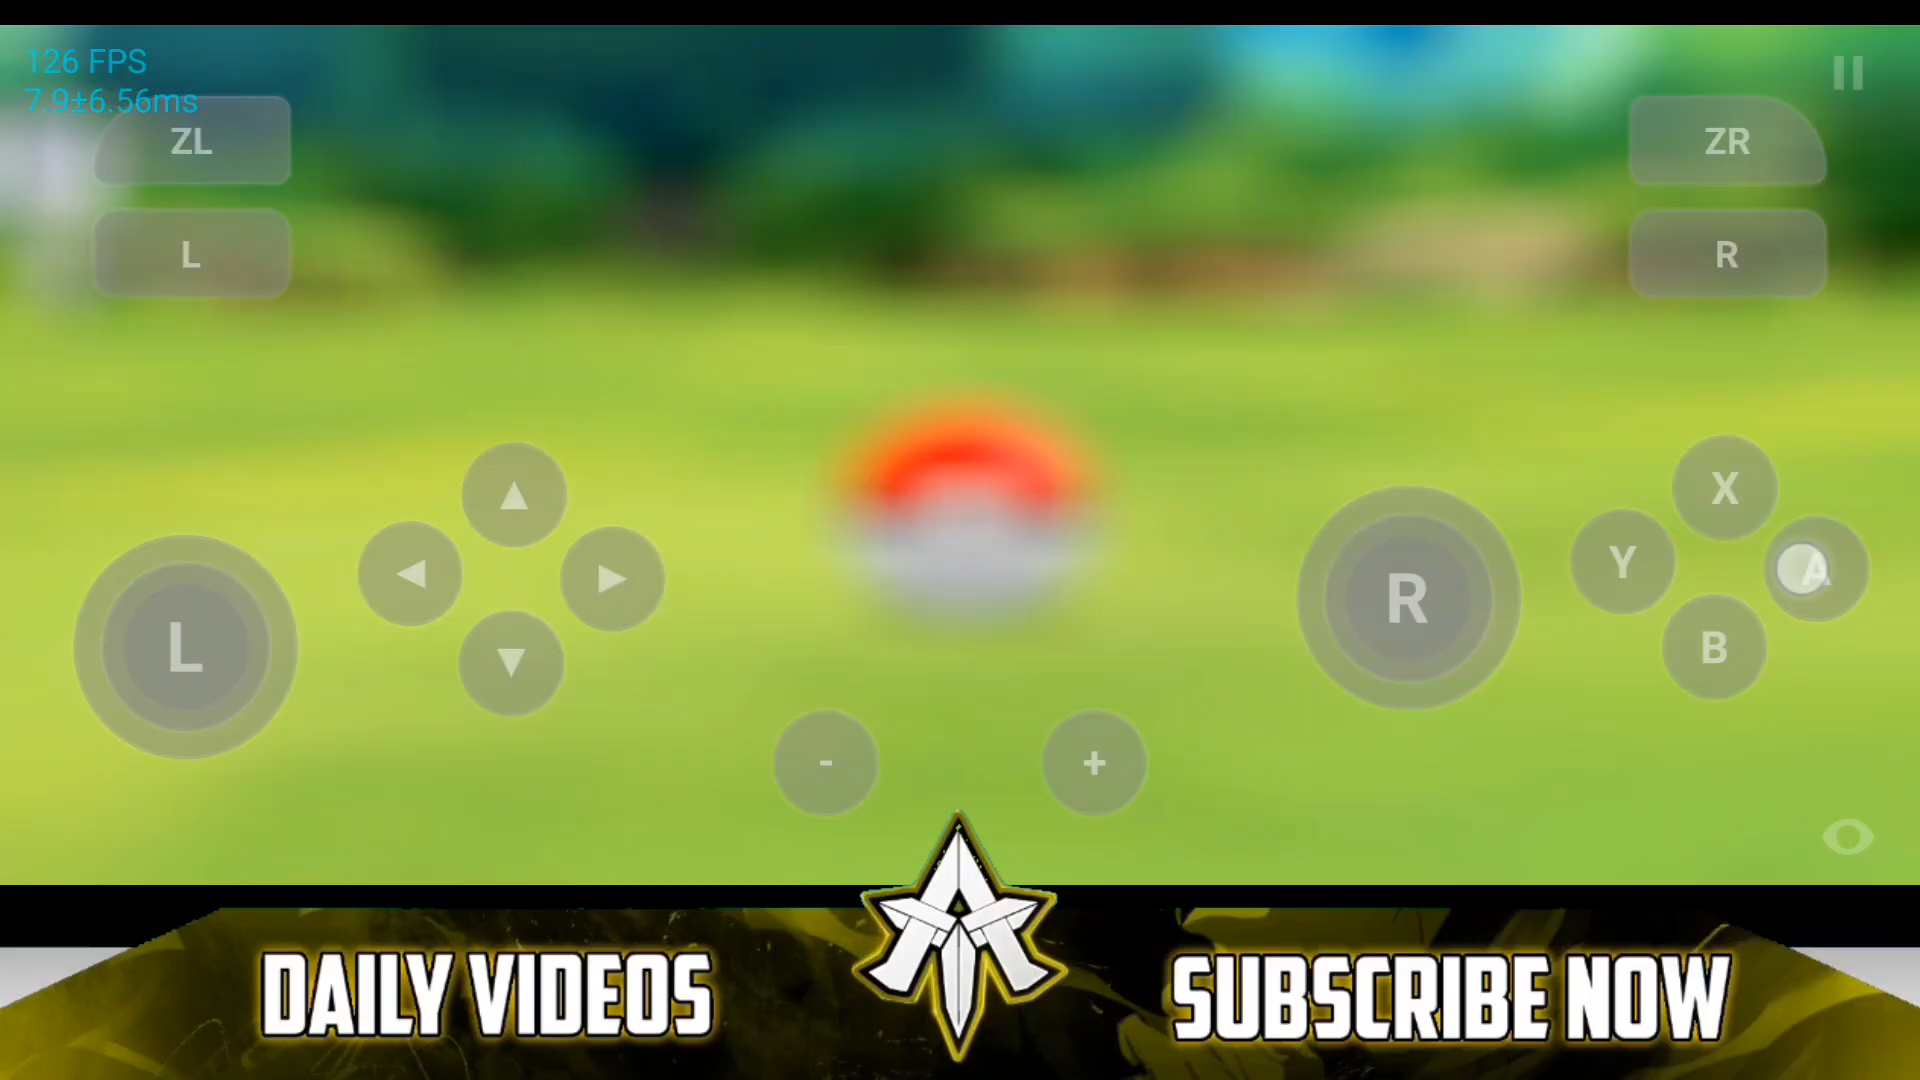 126 FPS
7.9±6.56ms
ZL
ZR
L
R
X
Y
A
L
R
B
-
+
DAILY VIDEOS
SUBSCRIBE NOW